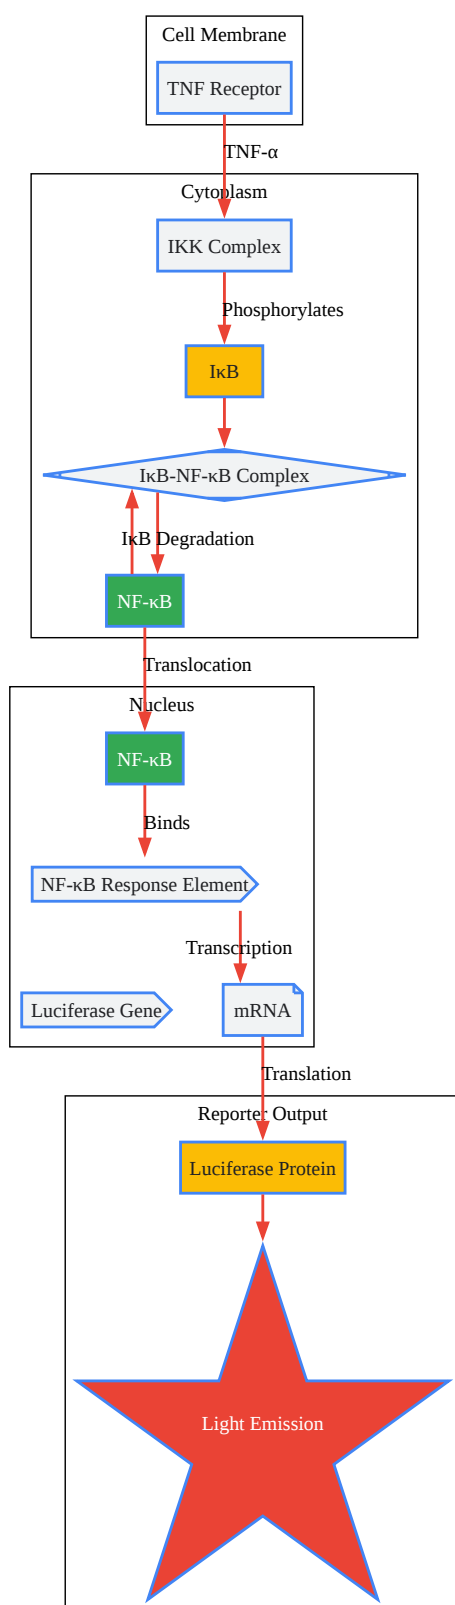 Cell Membrane
TNF Receptor
TNF-α
Cytoplasm
IKK Complex
Phosphorylates
IκB
IκB-NF-κB Complex
IκB Degradation
NF-κB
Translocation
Nucleus
NF-κB
Binds
NF-κB Response Element
Transcription
Luciferase Gene
mRNA
Translation
Reporter Output
Luciferase Protein
Light Emission